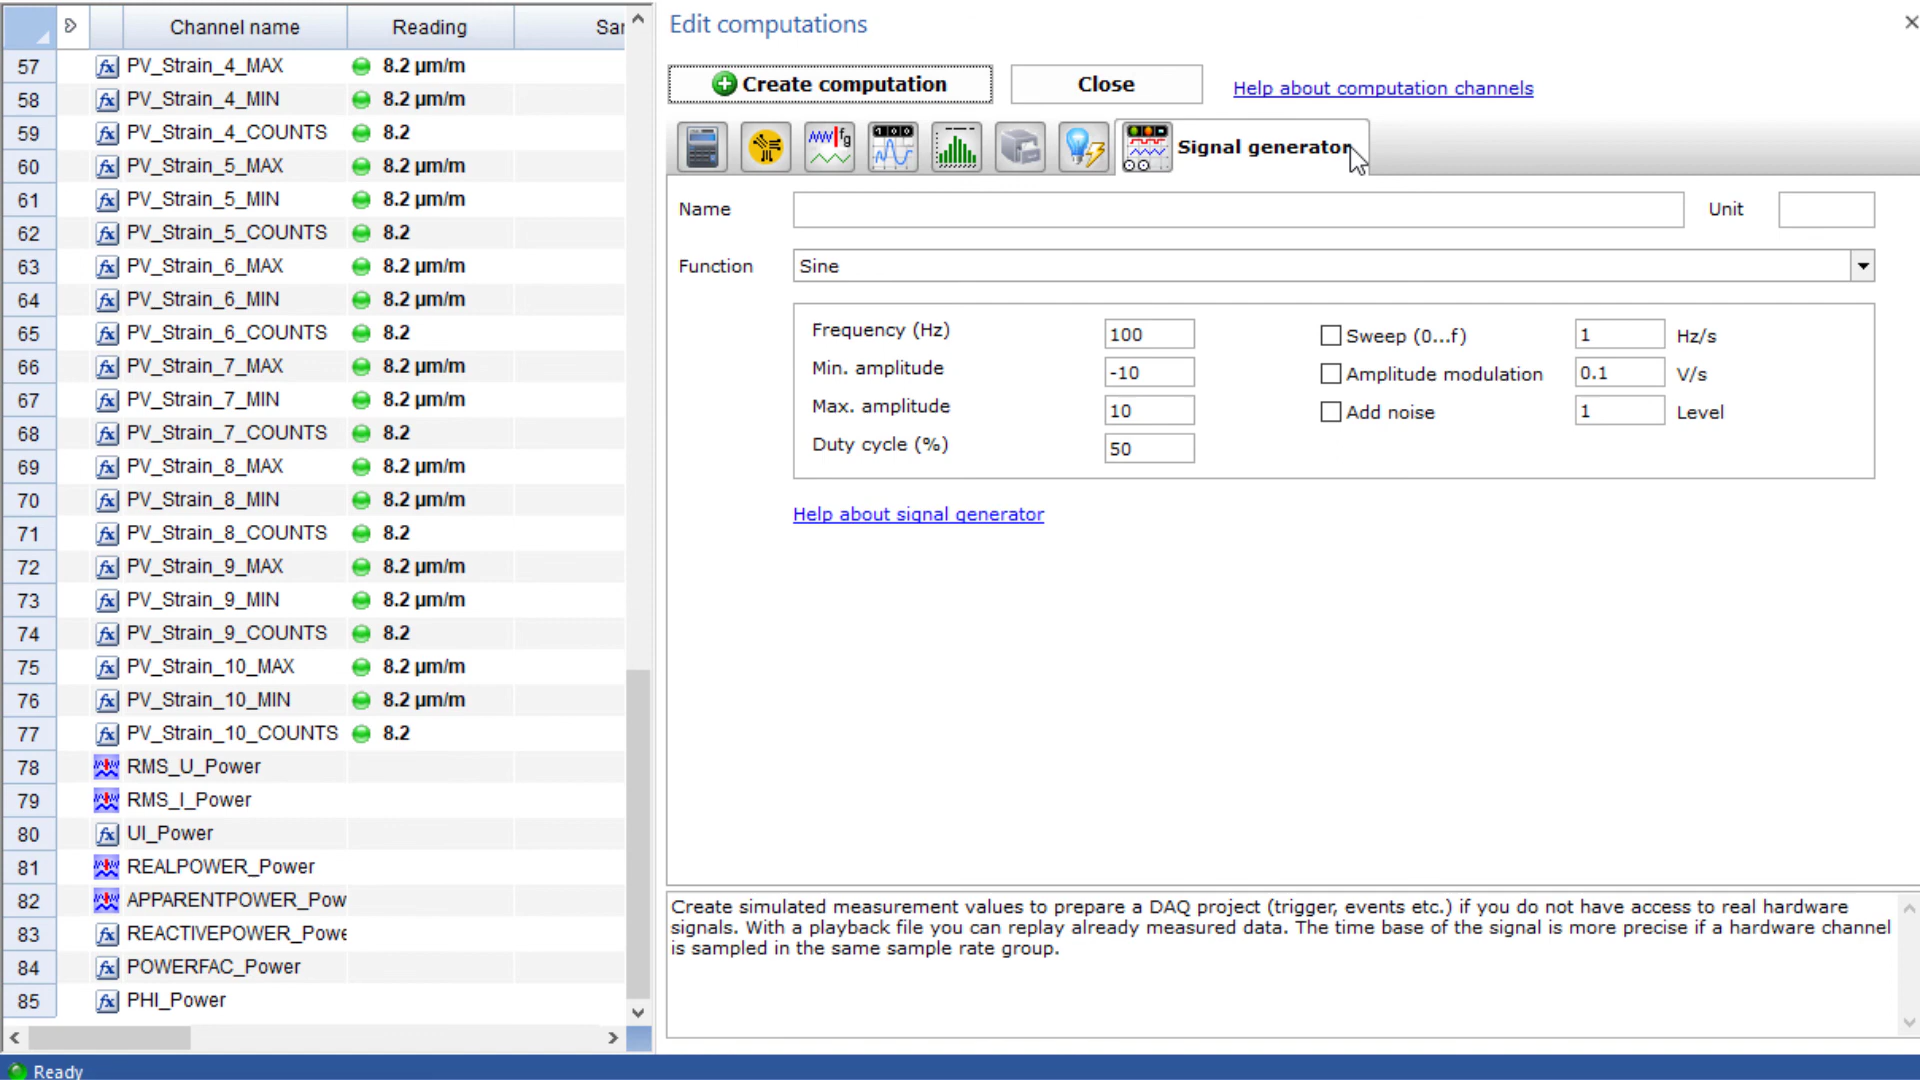 Channel name Reading
57 PV_Strain_4_MAX 8.2 µm/m
58 PV_Strain_4_MIN 8.2 µm/m
59 PV_Strain_4_COUNTS 8.2
60 PV_Strain_5_MAX 8.2 µm/m
61 PV_Strain_5_MIN 8.2 µm/m
62 PV_Strain_5_COUNTS 8.2
63 PV_Strain_6_MAX 8.2 µm/m
64 PV_Strain_6_MIN 8.2 µm/m
65 PV_Strain_6_COUNTS 8.2
66 PV_Strain_7_MAX 8.2 µm/m
67 PV_Strain_7_MIN 8.2 µm/m
68 PV_Strain_7_COUNTS 8.2
69 PV_Strain_8_MAX 8.2 µm/m
70 PV_Strain_8_MIN 8.2 µm/m
71 PV_Strain_8_COUNTS 8.2
72 PV_Strain_9_MAX 8.2 µm/m
73 PV_Strain_9_MIN 8.2 µm/m
74 PV_Strain_9_COUNTS 8.2
75 PV_Strain_10_MAX 8.2 µm/m
76 PV_Strain_10_MIN 8.2 µm/m
77 PV_Strain_10_COUNTS 8.2
78 RMS_U_Power
79 RMS_I_Power
80 UI_Power
81 REALPOWER_Power
82 APPARENTPOWER_Pow
83 REACTIVEPOWER_Powe
84 POWERFAC_Power
85 PHI_Power
Ready
Edit computations
Create computation Close Help about computation channels
Signal generator
Name Unit
Function Sine
Frequency (Hz) 100 Sweep (0...f) 1 Hz/s
Min. amplitude -10 Amplitude modulation 0.1 V/s
Max. amplitude 10 Add noise 1 Level
Duty cycle (%) 50
Help about signal generator
Create simulated measurement values to prepare a DAQ project (trigger, events etc.) if you do not have access to real hardware
signals. With a playback file you can replay already measured data. The time base of the signal is more precise if a hardware channel
is sampled in the same sample rate group.